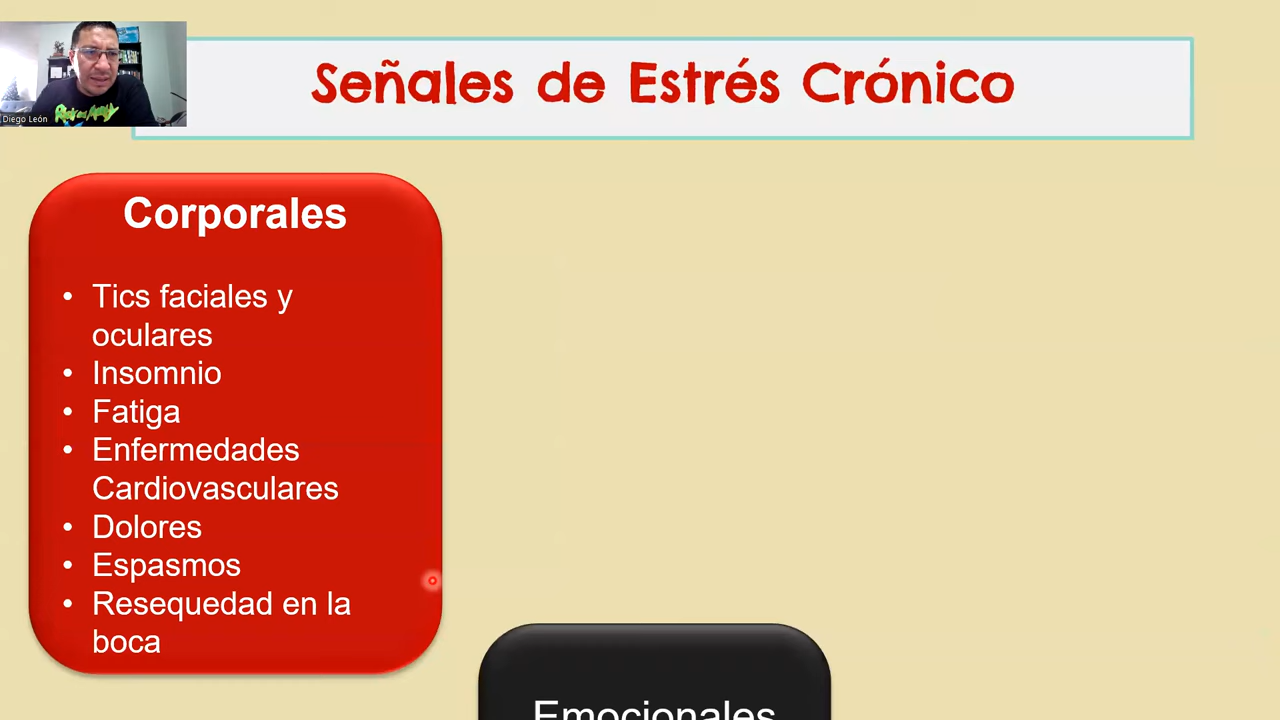 Señales de Estrés Crónico
Diego León
Corporales
• Tics faciales y
oculares
• Insomnio
• Fatiga
• Enfermedades
Cardiovasculares
• Dolores
• Espasmos
• Resequedad en la
boca
Emocionales